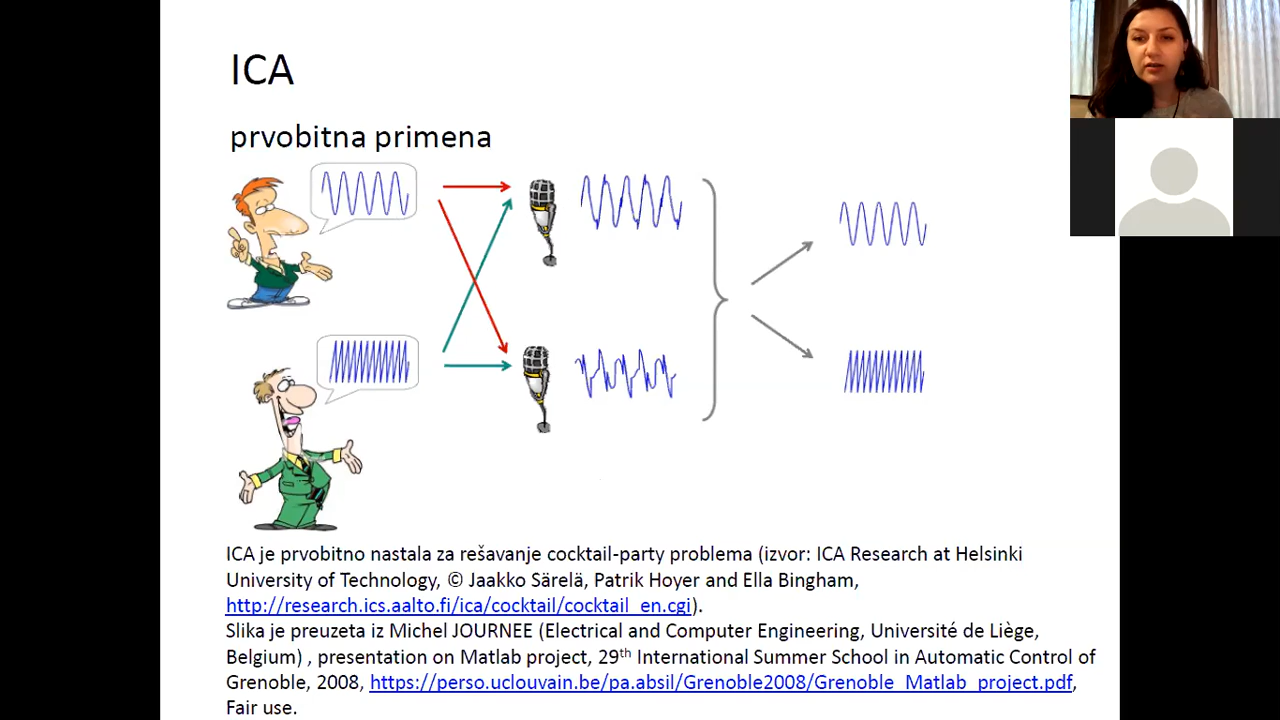 ICA
prvobitna primena
ICA je prvobitno nastala za rešavanje cocktail-party problema (izvor: ICA Research at Helsinki
University of Technology, © Jaakko Särelä, Patrik Hoyer and Ella Bingham,
http://research.ics.aalto.fi/ica/cocktail/cocktail_en.cgi).
Slika je preuzeta iz Michel JOURNEE (Electrical and Computer Engineering, Université de Liège,
Belgium) , presentation on Matlab project, 29th International Summer School in Automatic Control of
Grenoble, 2008, https://perso.uclouvain.be/pa.absil/Grenoble2008/Grenoble_Matlab_project.pdf,
Fair use.